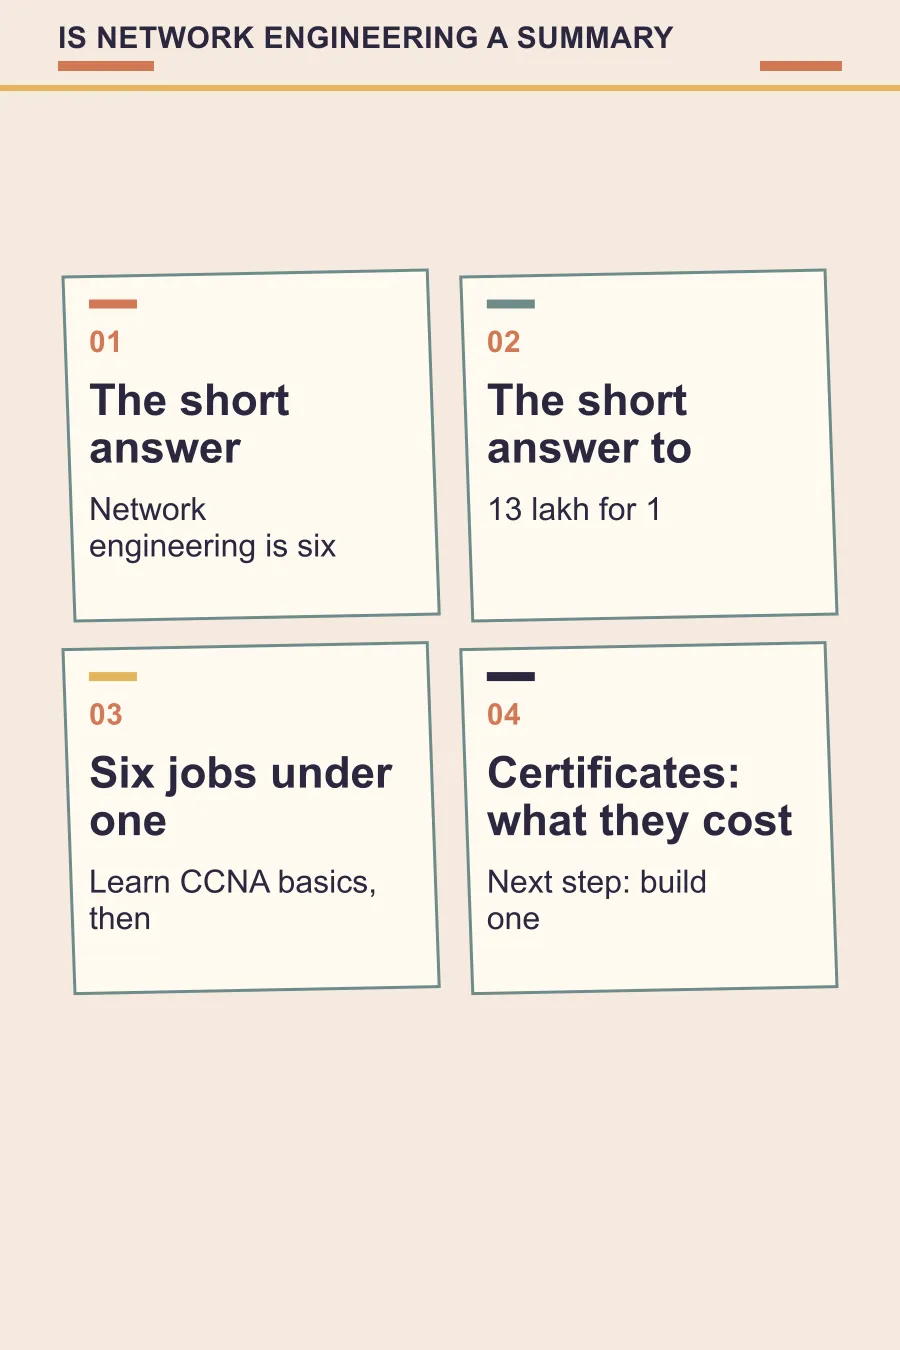 IS NETWORK ENGINEERING A SUMMARY
01
The short
answer
Network
engineering is six
02
The short
answer to
13 lakh for 1
03
Six jobs under
one
Learn CCNA basics,
then
04
Certificates:
what they cost
Next step: build
one